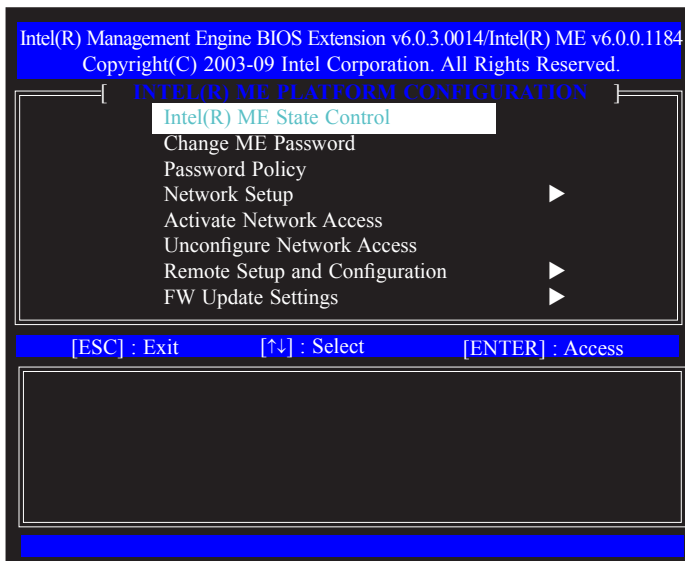 Intel(R) Management Engine BIOS Extension v6.0.3.0014/Intel(R) ME v6.0.0.1184
Copyright(C) 2003-09 Intel Corporation. All Rights Reserved.
[ INTEL(R) ME PLATFORM CONFIGURATION ]
Intel(R) ME State Control
Change ME Password
Password Policy
Network Setup ▶
Activate Network Access
Unconfigure Network Access
Remote Setup and Configuration ▶
FW Update Settings ▶
[ESC] : Exit [↑↓] : Select [ENTER] : Access